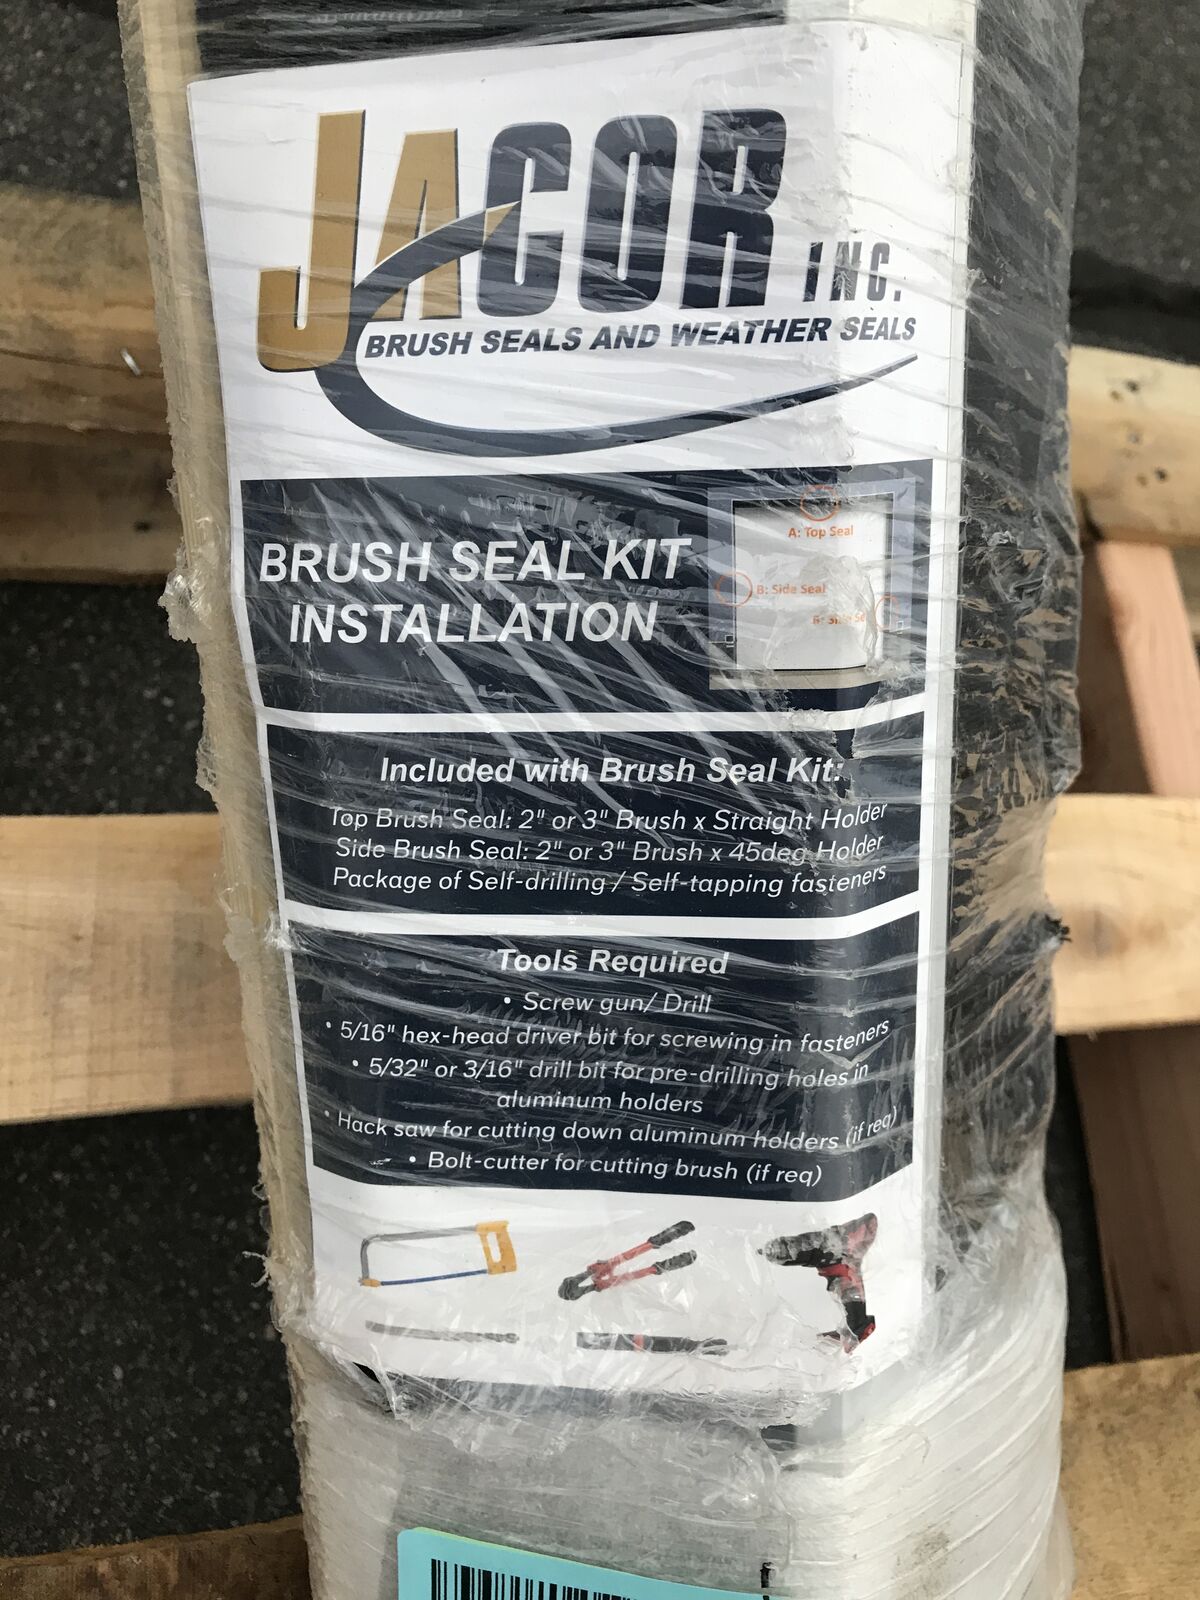 JACOR INC.
BRUSH SEALS AND WEATHER SEALS
BRUSH SEAL KIT
INSTALLATION
A: Top Seal
B: Side Seal
B: Side Se
Included with Brush Seal Kit:
Top Brush Seal: 2" or 3" Brush x Straight Holder
Side Brush Seal: 2" or 3" Brush x 45deg Holder
Package of Self-drilling / Self-tapping fasteners
Tools Required
• Screw gun/ Drill
• 5/16" hex-head driver bit for screwing in fasteners
• 5/32" or 3/16" drill bit for pre-drilling holes in
aluminum holders
• Hack saw for cutting down aluminum holders (if req)
• Bolt-cutter for cutting brush (if req)